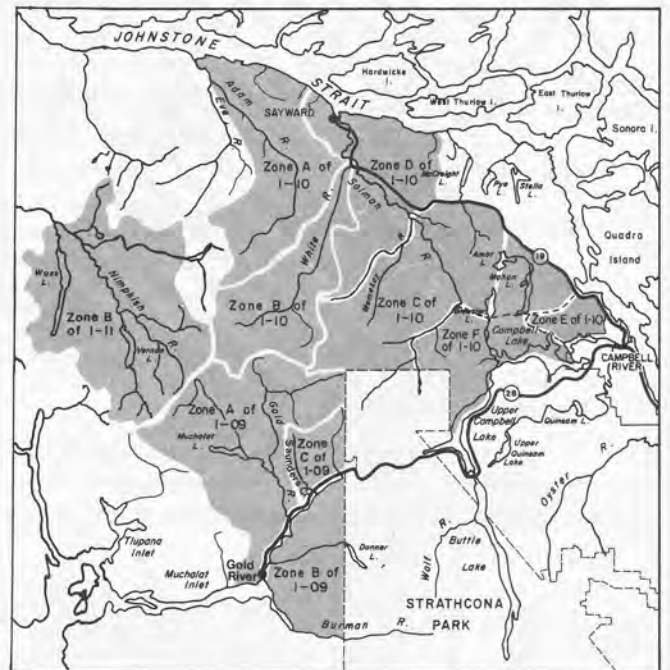 JOHNSTONE
STRAIT
Hardwicke
I.
West Thurlow I.
East Thurlow
I.
Sonora I.
Adam
R.
Eve R.
SAYWARD
Zone A of
1-10
Zone D of
1-10
McCreight
L.
Pye
L.
Stella
L.
Salmon
R.
White
R.
Quadra
Island
Amor
L.
Mohun
L.
19
Woss
L.
Nimpkish
R.
Zone B
of 1-11
Vernon
L.
Zone B of
1-10
Memekay
R.
Zone C of
1-10
Zone E of 1-10
Zone F
of 1-10
Campbell
Lake
CAMPBELL
RIVER
28
Zone A of
1-09
Muchalat
L.
Gold
R.
Saunders Cr.
Zone
C of
1-09
Upper
Campbell
Lake
Quinsam L.
Upper
Quinsam
Lake
Oyster
R.
Tlupana
Inlet
Muchalat
Inlet
Gold
River
Zone B of
1-09
Donner
L.
Wolf
R.
Buttle
Lake
STRATHCONA
PARK
Burman
R.